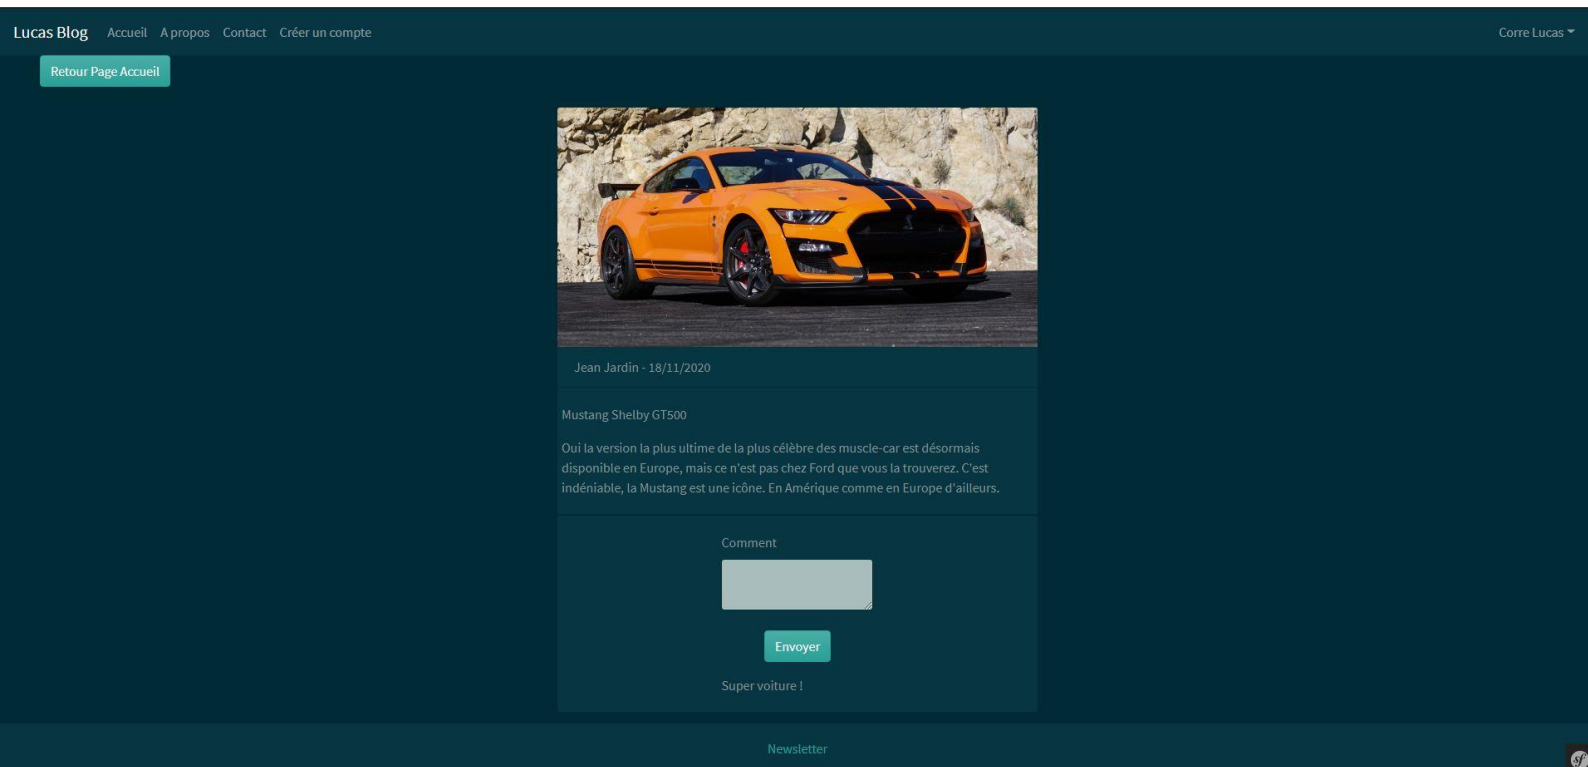 Lucas Blog Accueil A propos Contact Créer un compte Corre Lucas
Retour Page Accueil
Jean Jardin - 18/11/2020
Mustang Shelby GT500
Oui la version la plus ultime de la plus célèbre des muscle-car est désormais
disponible en Europe, mais ce n'est pas chez Ford que vous la trouverez. C'est
indéniable, la Mustang est une icône. En Amérique comme en Europe d'ailleurs.
Comment
Envoyer
Super voiture !
Newsletter
sf